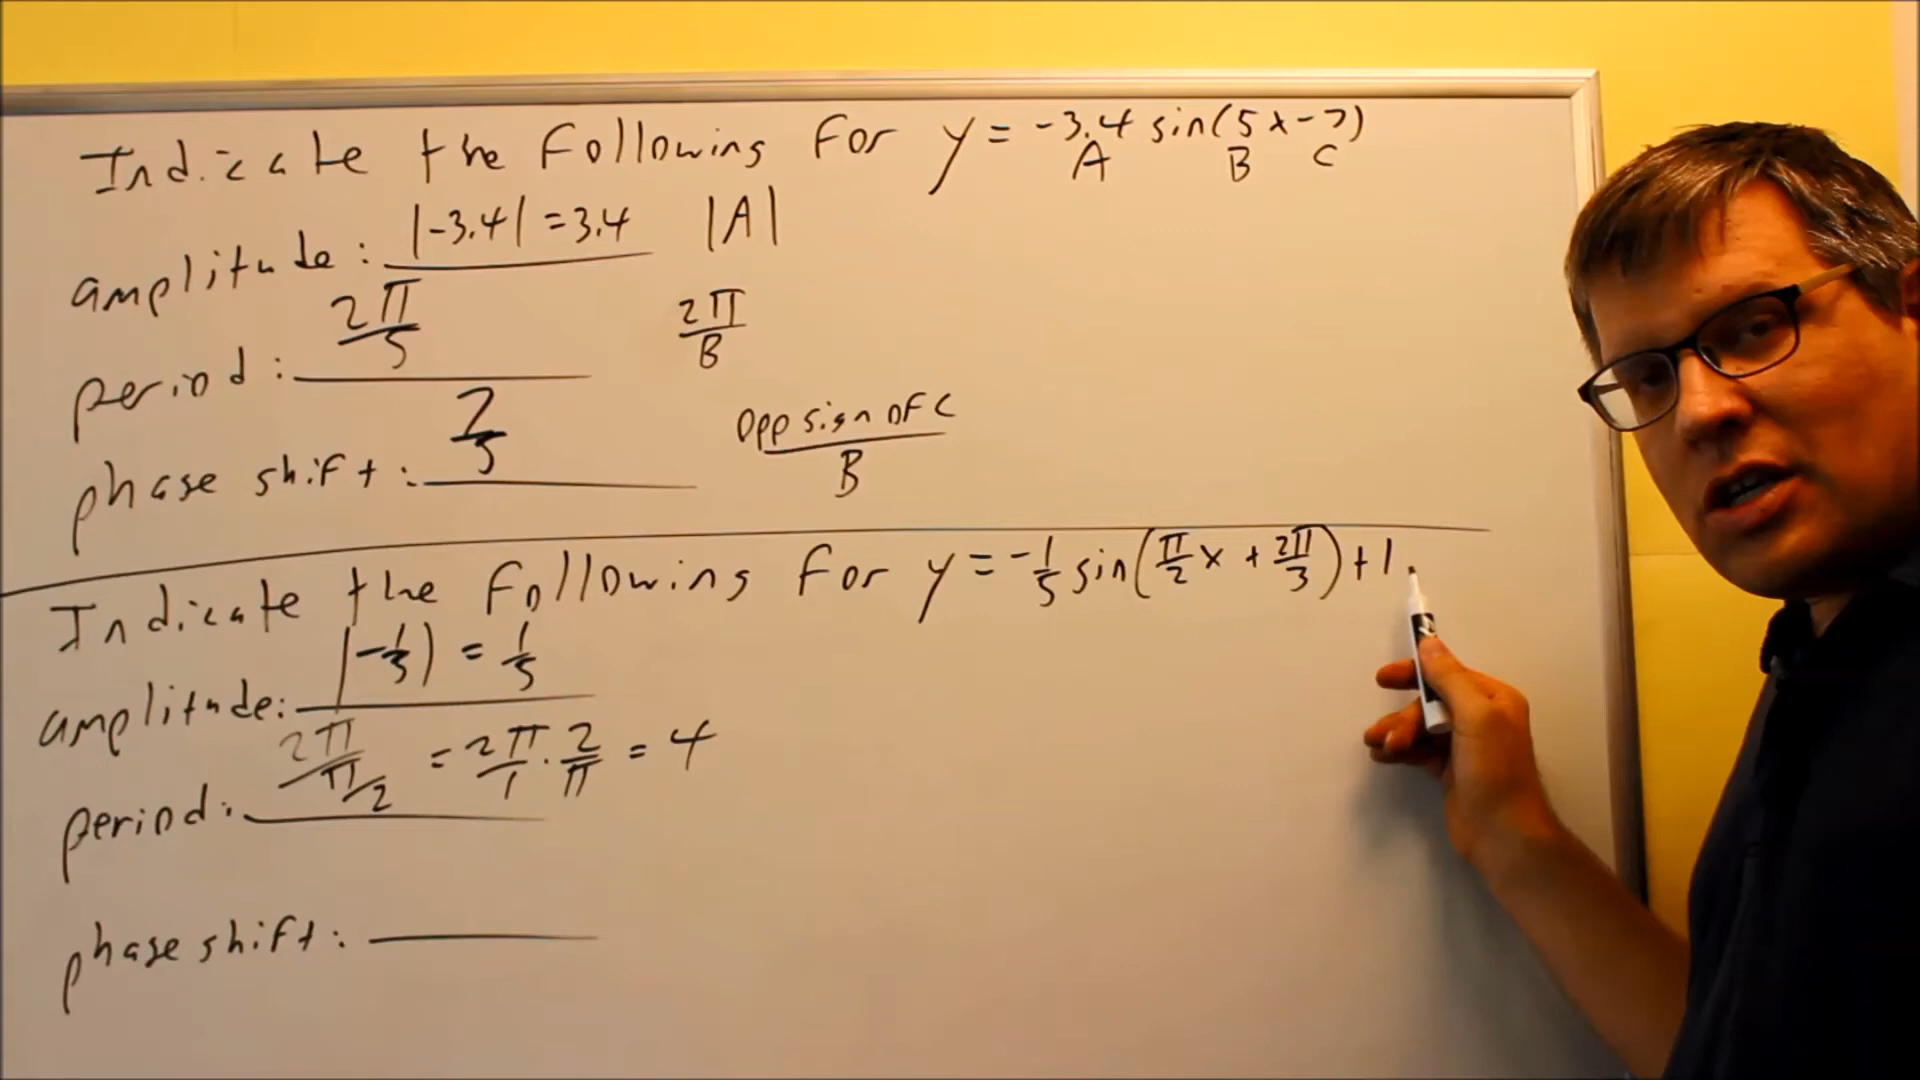 Indicate the following for y = -3.4 sin(5x-7)
A B C
amplitude: |-3.4| = 3.4 |A|
period: 2π/5 2π/B
phase shift: 7/5 Opp sign of C/B
Indicate the following for y = -1/5 sin(π/2 x + 2π/3) + 1
amplitude: |-1/5| = 1/5
period: 2π/π/2 = 2π/1 · 2/π = 4
phase shift: